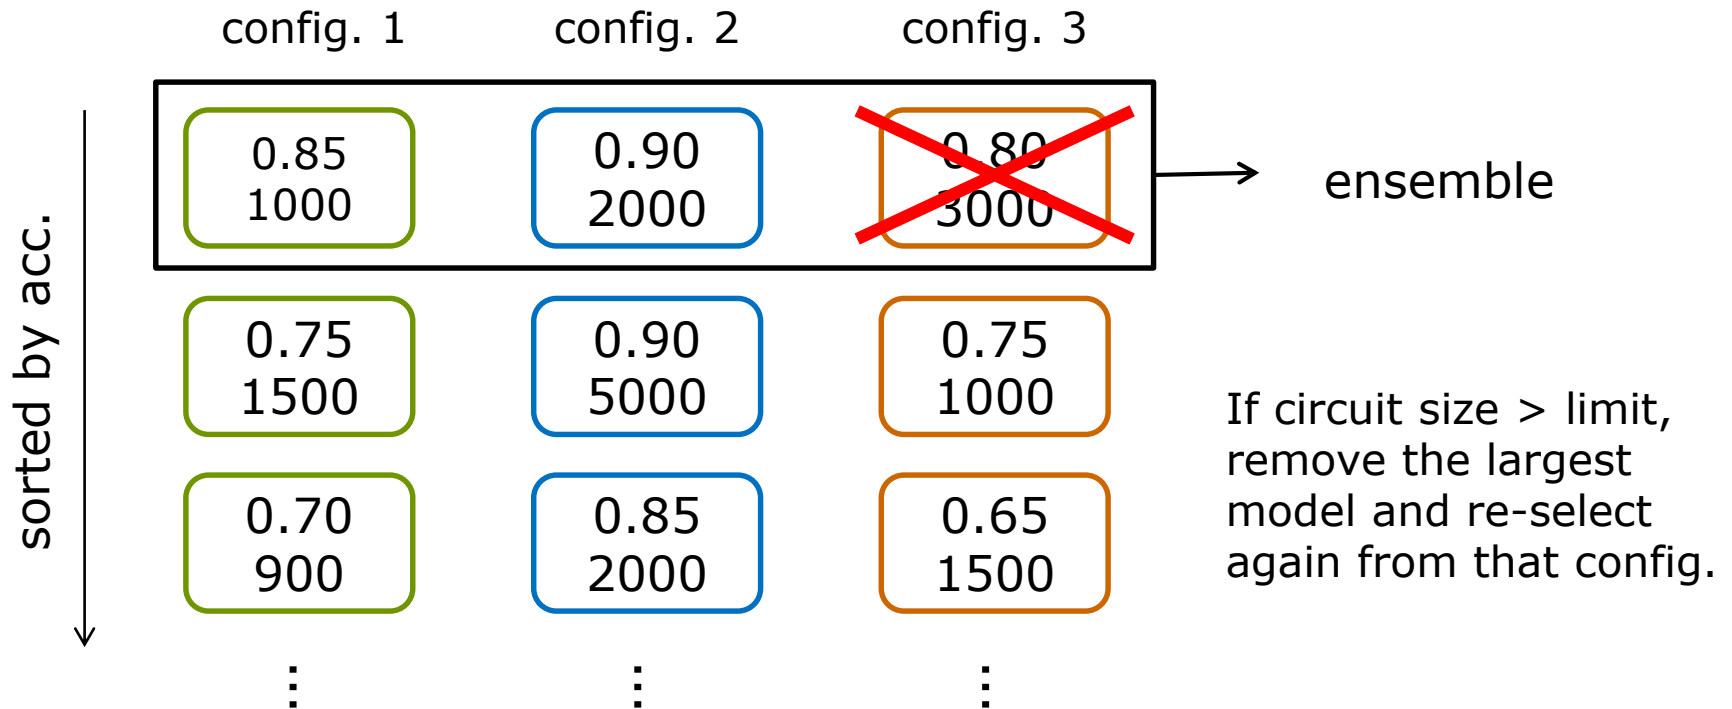 config. 1
config. 2
config. 3
sorted by acc.
0.85
1000
0.90
2000
0.80
3000
ensemble
0.75
1500
0.90
5000
0.75
1000
0.70
900
0.85
2000
0.65
1500
If circuit size > limit,
remove the largest
model and re-select
again from that config.